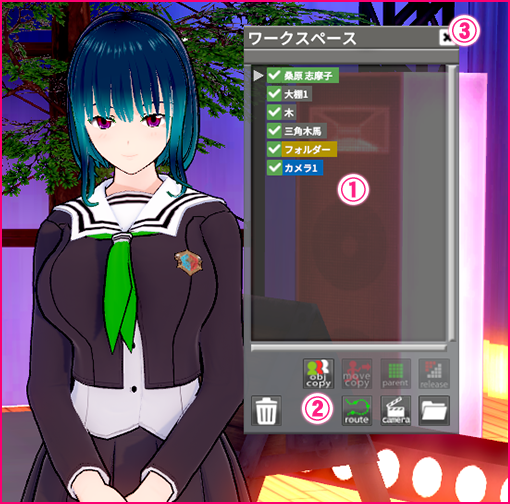 ワークスペース
③
桑原 志摩子
大棚1
木
三角木馬
フォルダー
カメラ1
①
obj copy
move copy
parent
release
②
route
camera